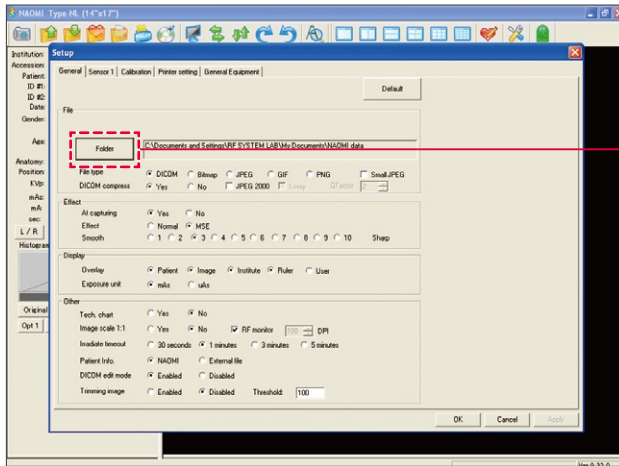 NAOMI Type-NL (14"x17")
Institution:
Accession
Patient
ID #1:
ID #2:
Date:
Gender:
Age:
Anatomy:
Position
KVp:
mAs:
mA:
sec:
L / R
Histogram
Original
Opt 1
Setup
General Sensor 1 Calibration Printer setting General Equipment
Default
File
Folder C:\Documents and Settings\RF SYSTEM LAB\My Documents\NAOMI data
File type DICOM Bitmap JPEG GIF PNG Small JPEG
DICOM compress Yes No JPEG 2000 Lossy QFactor 2
Effect
At capturing Yes No
Effect Normal MSE
Smooth 1 2 3 4 5 6 7 8 9 10 Sharp
Display
Overlay Patient Image Institute Ruler User
Exposure unit mAs uAs
Other
Tech. chart Yes No
Image scale 1:1 Yes No RF monitor 100 DPI
Irradiate timeout 30 seconds 1 minutes 3 minutes 5 minutes
Patient Info. NAOMI External file
DICOM edit mode Enabled Disabled
Trimming image Enabled Disabled Threshold: 100
OK Cancel Apply